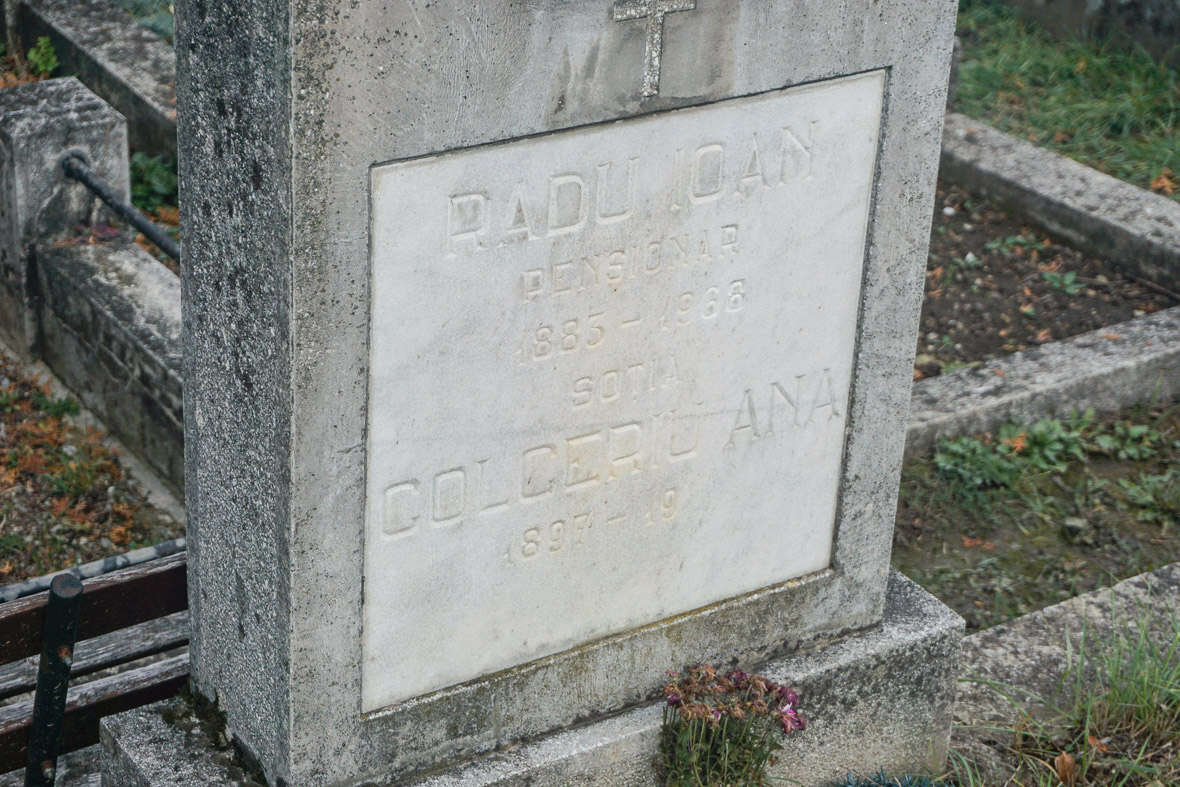 RADU IOAN
PENSIONAR
1883 – 1968
SOTIA
COLCERIU ANA
1897 – 19